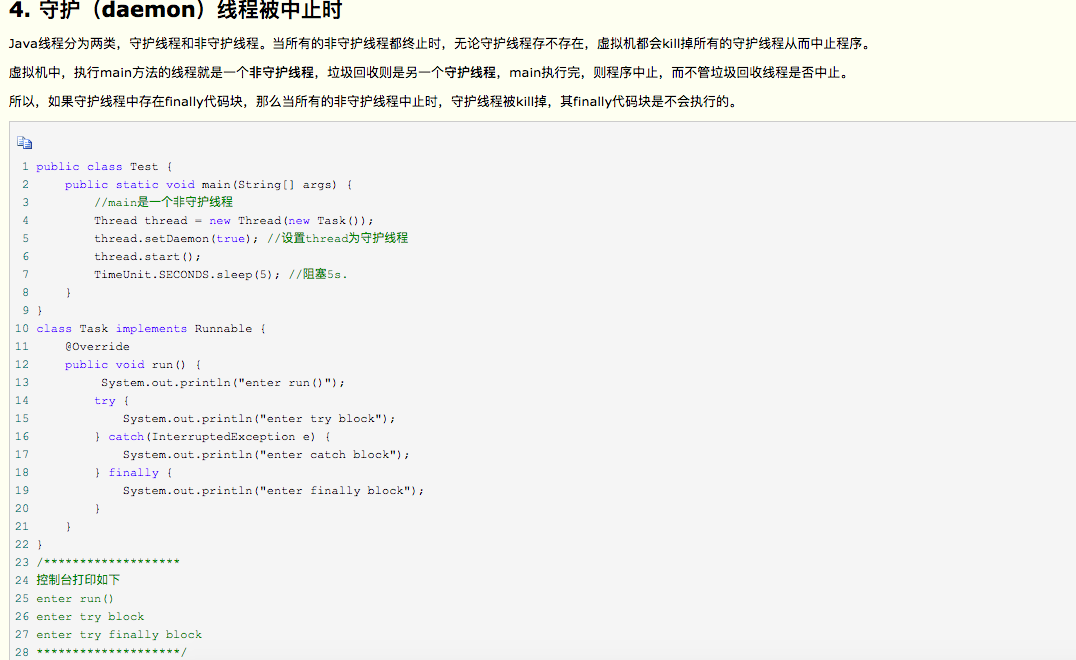 4. 守护（daemon）线程被中止时
Java线程分为两类，守护线程和非守护线程。当所有的非守护线程都终止时，无论守护线程存不存在，虚拟机都会kill掉所有的守护线程从而中止程序。
虚拟机中，执行main方法的线程就是一个非守护线程，垃圾回收则是另一个守护线程，main执行完，则程序中止，而不管垃圾回收线程是否中止。
所以，如果守护线程中存在finally代码块，那么当所有的非守护线程中止时，守护线程被kill掉，其finally代码块是不会执行的。
1 public class Test {
2     public static void main(String[] args) {
3         //main是一个非守护线程
4         Thread thread = new Thread(new Task());
5         thread.setDaemon(true); //设置thread为守护线程
6         thread.start();
7         TimeUnit.SECONDS.sleep(5); //阻塞5s.
8     }
9 }
10 class Task implements Runnable {
11     @Override
12     public void run() {
13          System.out.println("enter run()");
14         try {
15             System.out.println("enter try block");
16         } catch(InterruptedException e) {
17             System.out.println("enter catch block");
18         } finally {
19             System.out.println("enter finally block");
20         }
21     }
22 }
23 /*******************
24 控制台打印如下
25 enter run()
26 enter try block
27 enter try finally block
28 ********************/